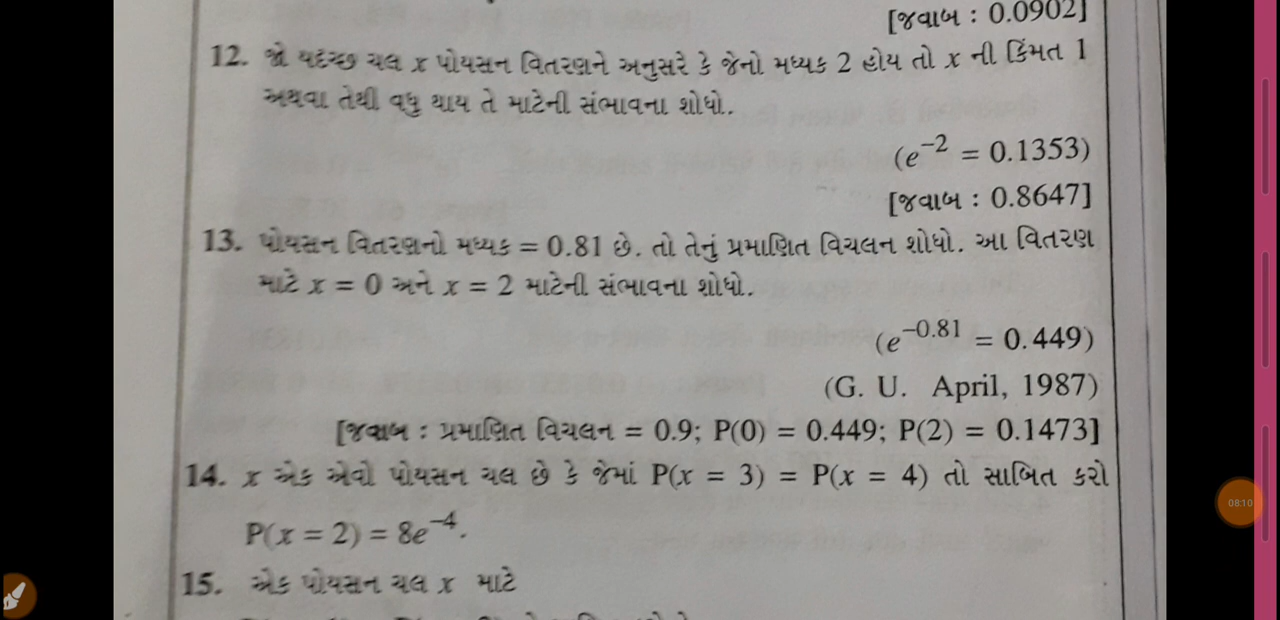 [જવાબ : 0.0902]
12. જો યદચ્છ ચલ x પોયસન વિતરણને અનુસરે કે જેનો મધ્યક 2 હોય તો x ની કિંમત 1
અથવા તેથી વધુ થાય તે માટેની સંભાવના શોધો.
(e⁻² = 0.1353)
[જવાબ : 0.8647]
13. પોયસન વિતરણનો મધ્યક = 0.81 છે. તો તેનું પ્રમાણિત વિચલન શોધો. આ વિતરણ
માટે x = 0 અને x = 2 માટેની સંભાવના શોધો.
(e⁻⁰·⁸¹ = 0.449)
(G. U. April, 1987)
[જવાબ : પ્રમાણિત વિચલન = 0.9; P(0) = 0.449; P(2) = 0.1473]
14. x એક એવો પોયસન ચલ છે કે જેમાં P(x = 3) = P(x = 4) તો સાબિત કરો
P(x = 2) = 8e⁻⁴.
15. એક પોયસન ચલ x માટે
08:10